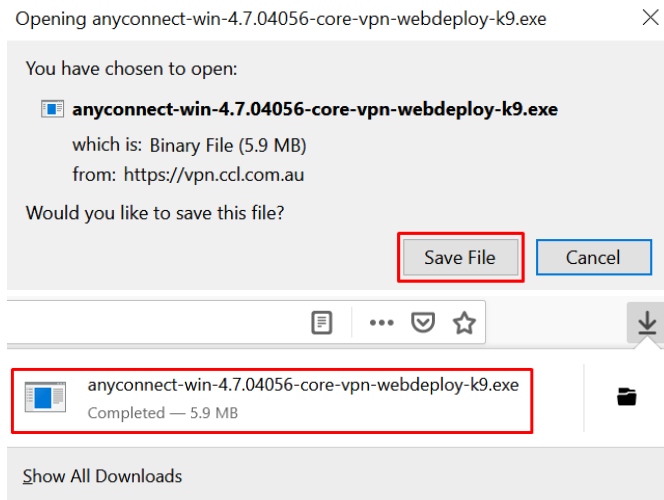 Opening anyconnect-win-4.7.04056-core-vpn-webdeploy-k9.exe
You have chosen to open:
anyconnect-win-4.7.04056-core-vpn-webdeploy-k9.exe
which is: Binary File (5.9 MB)
from: https://vpn.ccl.com.au
Would you like to save this file?
Save File
Cancel
anyconnect-win-4.7.04056-core-vpn-webdeploy-k9.exe
Completed — 5.9 MB
Show All Downloads